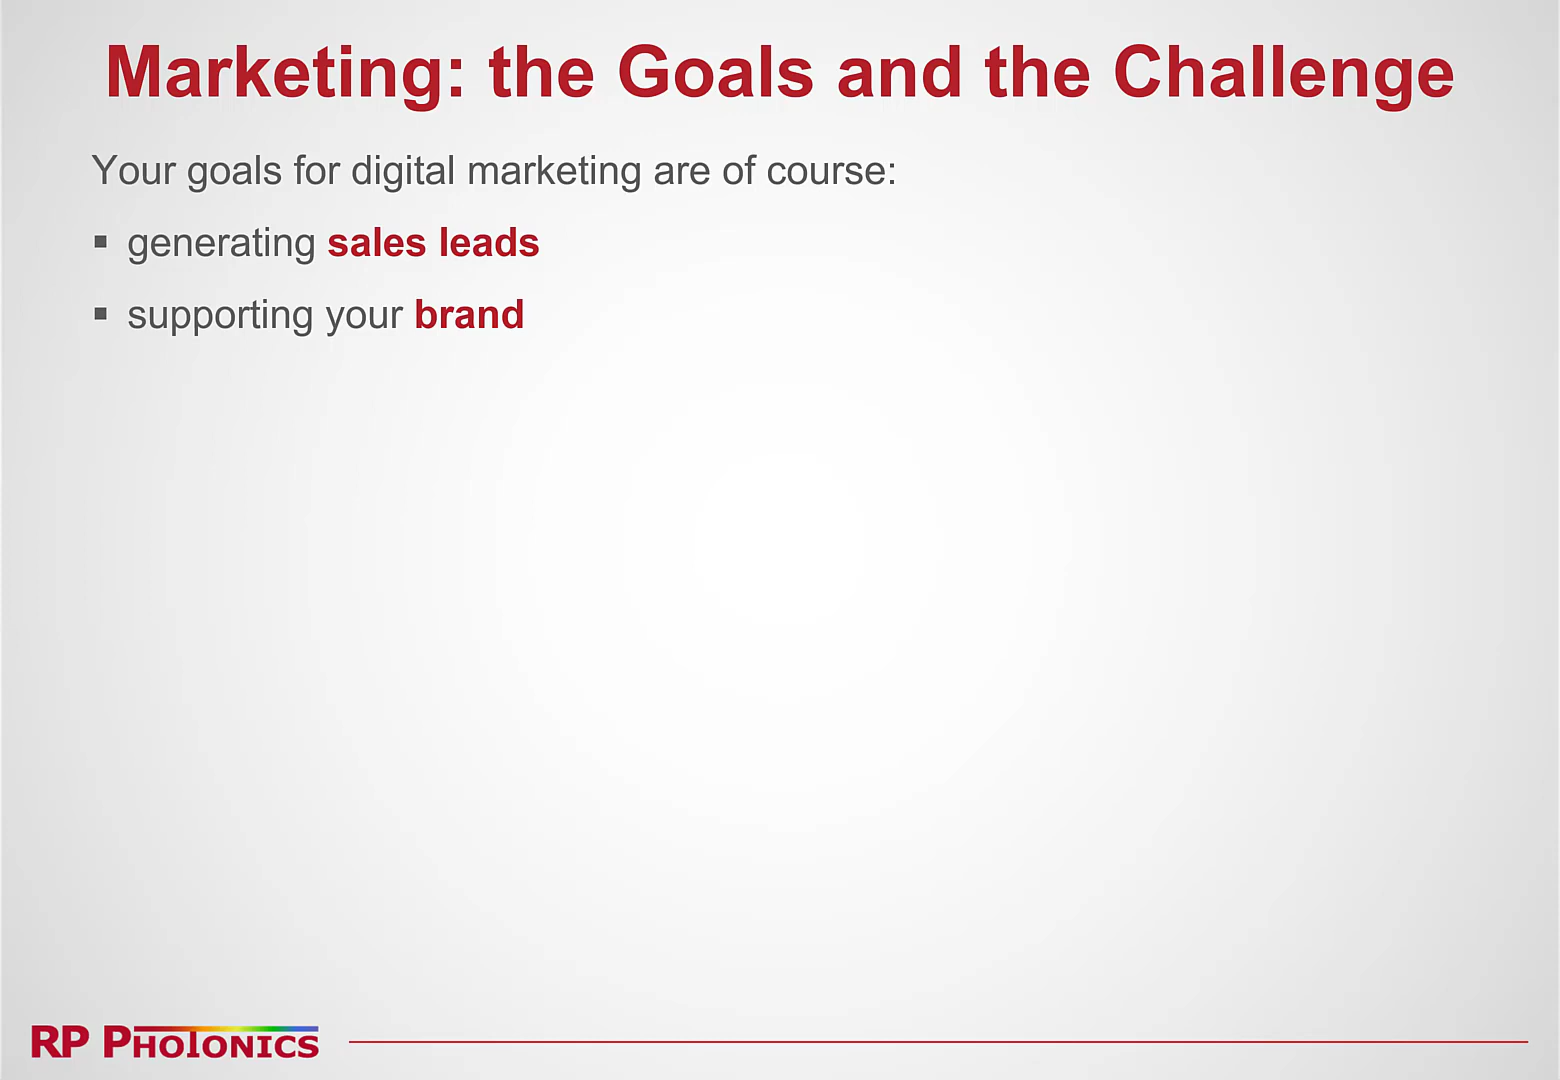 Marketing: the Goals and the Challenge
Your goals for digital marketing are of course:
▪ generating sales leads
▪ supporting your brand
RP PHOTONICS